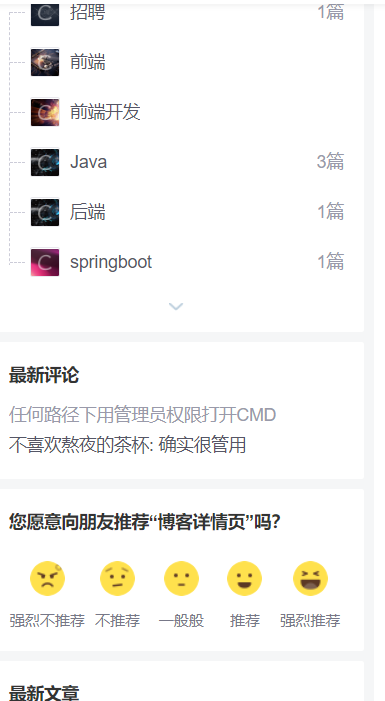 招聘 1篇
前端
前端开发
Java 3篇
后端 1篇
springboot 1篇
最新评论
任何路径下用管理员权限打开CMD
不喜欢熬夜的茶杯: 确实很管用
您愿意向朋友推荐“博客详情页”吗?
强烈不推荐 不推荐 一般般 推荐 强烈推荐
最新文章